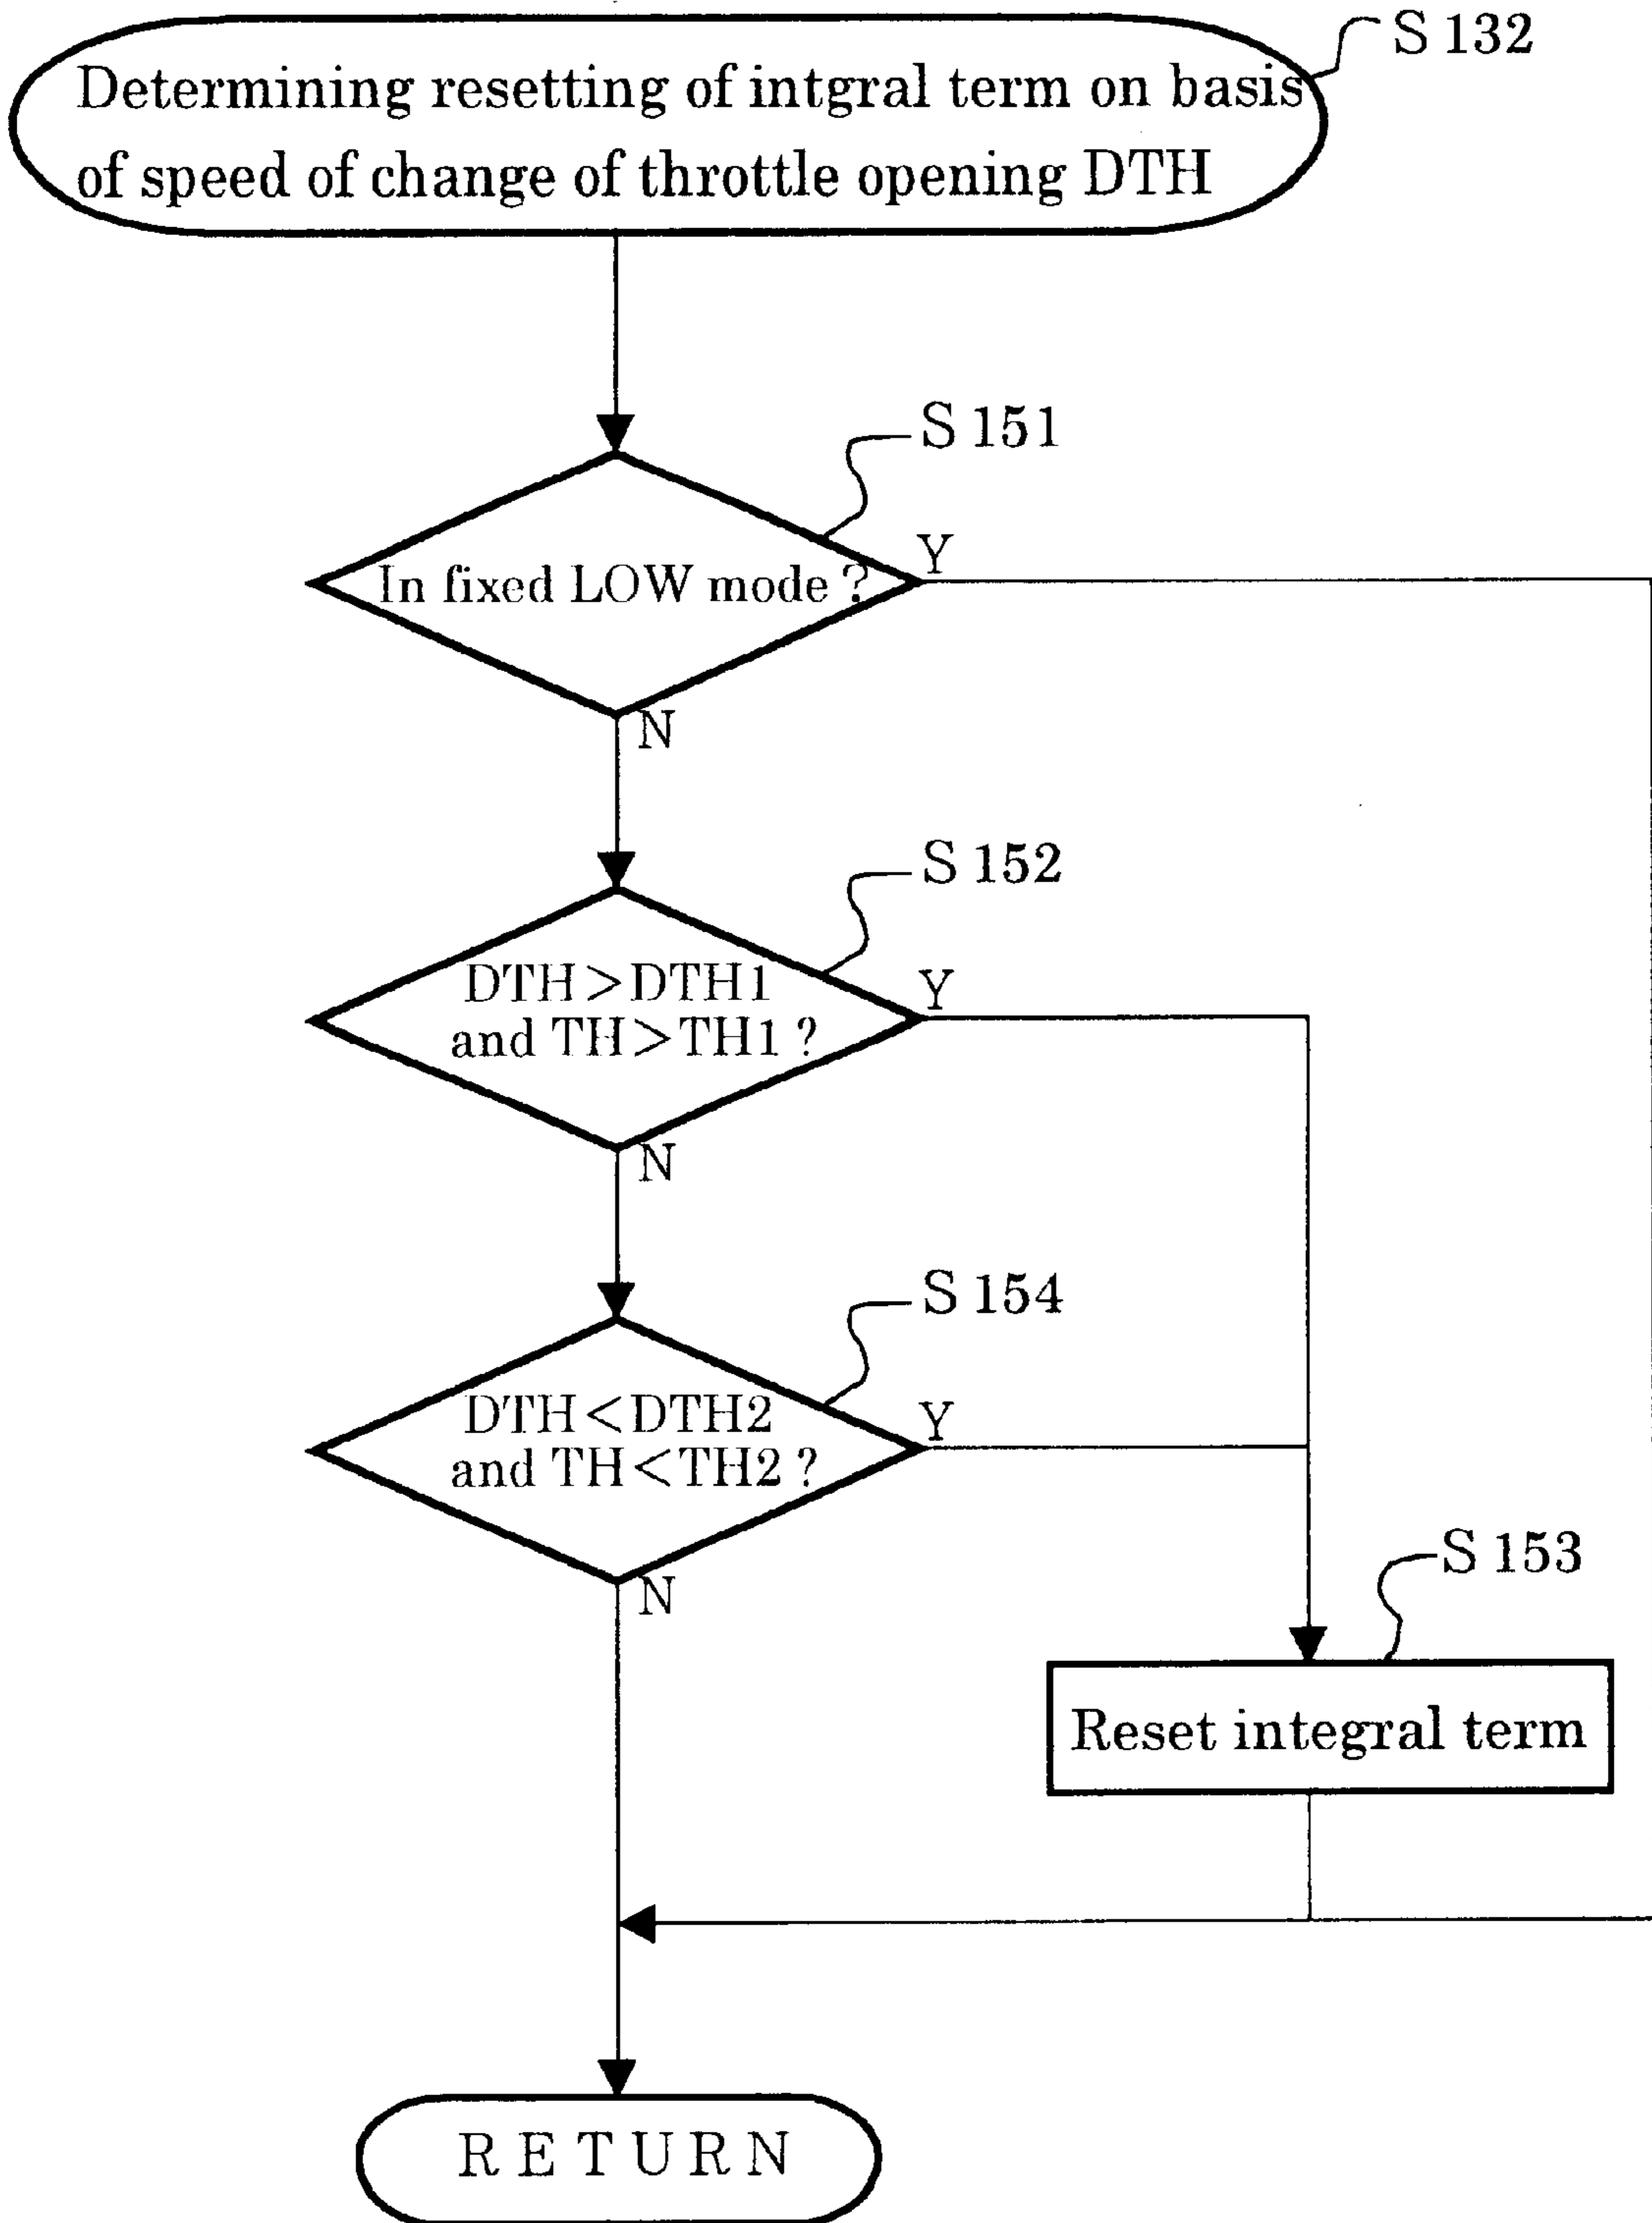 S 132
Determining resetting of intgral term on basis
of speed of change of throttle opening DTH
S 151
In fixed LOW mode ?
Y
N
S 152
DTH>DTH1
and TH>TH1 ?
Y
N
S 154
DTH<DTH2
and TH<TH2 ?
Y
N
S 153
Reset integral term
RETURN